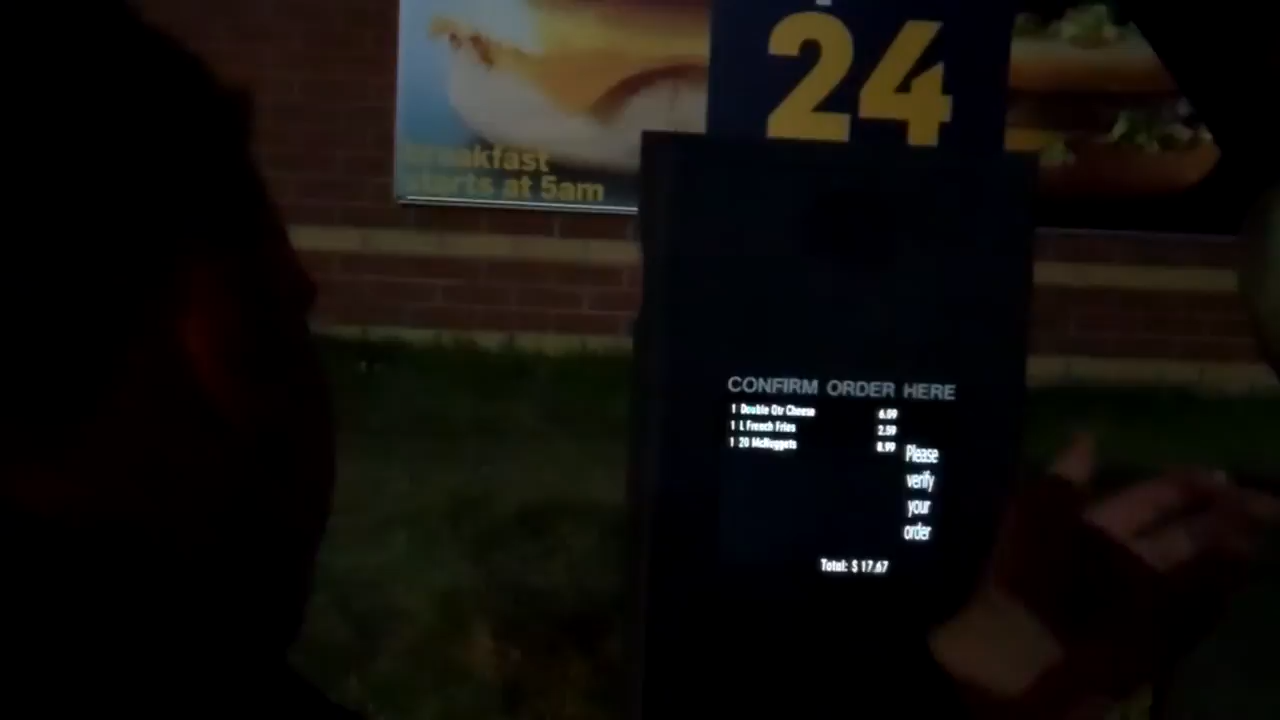 24
breakfast
starts at 5am
CONFIRM ORDER HERE
1 Double Qtr Cheese 6.09
1 L French Fries 2.59
1 20 McNuggets 8.99
Please
verify
your
order
Total: $ 17.67